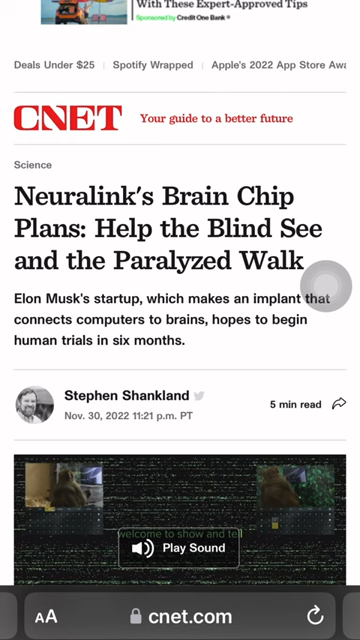 With These Expert-Approved Tips
Sponsored by Credit One Bank®
Deals Under $25 Spotify Wrapped Apple's 2022 App Store Awa
CNET Your guide to a better future
Science
Neuralink's Brain Chip
Plans: Help the Blind See
and the Paralyzed Walk
Elon Musk's startup, which makes an implant that
connects computers to brains, hopes to begin
human trials in six months.
Stephen Shankland
Nov. 30, 2022 11:21 p.m. PT
5 min read
welcome to show and tell
Play Sound
AA cnet.com